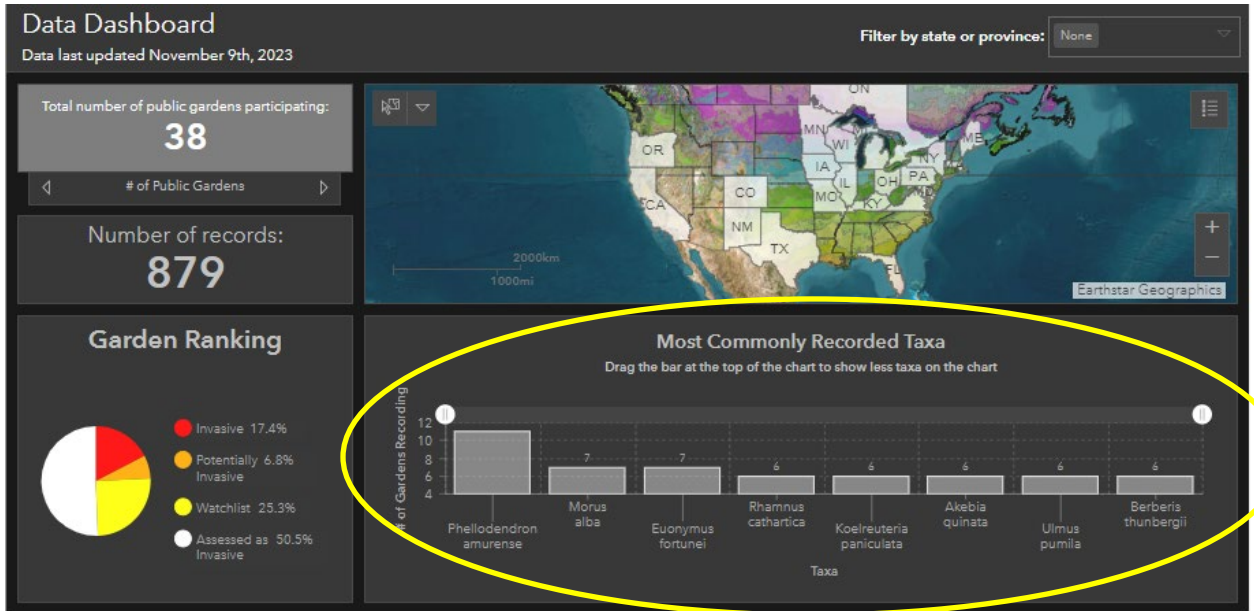 Data Dashboard
Data last updated November 9th, 2023
Filter by state or province:
None
Total number of public gardens participating:
38
# of Public Gardens
Number of records:
879
ON
MN
WI
ME
OR
IA
NY
PA
IL
OH
CO
MO
KY
CA
NM
TX
FL
2000km
1000mi
+
−
Earthstar Geographics
Garden Ranking
Invasive 17.4%
Potentially 6.8%
Invasive
Watchlist 25.3%
Assessed as 50.5%
Invasive
Most Commonly Recorded Taxa
Drag the bar at the top of the chart to show less taxa on the chart
# of Gardens Recording
12
10
8
6
4
7
7
6
6
6
6
6
Phellodendron
amurense
Morus
alba
Euonymus
fortunei
Rhamnus
cathartica
Koelreuteria
paniculata
Akebia
quinata
Ulmus
pumila
Berberis
thunbergii
Taxa